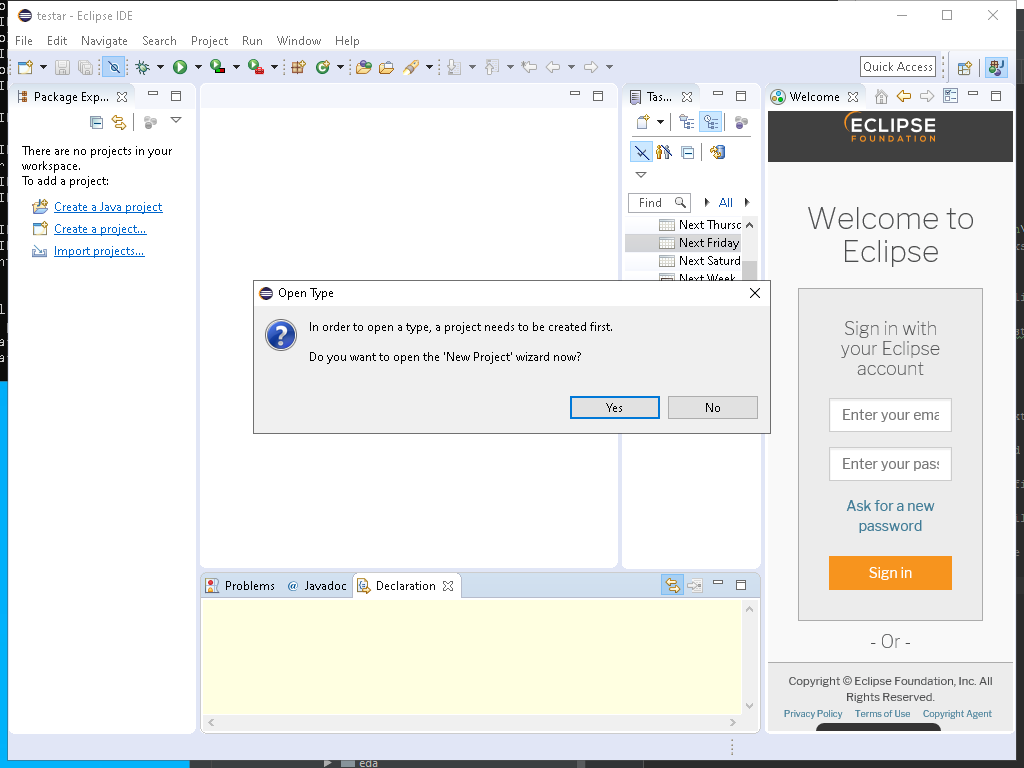 testar - Eclipse IDE
File Edit Navigate Search Project Run Window Help
Quick Access
Package Exp...
There are no projects in your
workspace.
To add a project:
Create a Java project
Create a project...
Import projects...
Tas...
Find
All
Next Thurs
Next Friday
Next Saturd
Next Week
Welcome
ECLIPSE
FOUNDATION
Welcome to
Eclipse
Sign in with
your Eclipse
account
Enter your ema
Enter your pass
Ask for a new
password
Sign in
- Or -
Copyright © Eclipse Foundation, Inc. All
Rights Reserved.
Privacy Policy Terms of Use Copyright Agent
Open Type
In order to open a type, a project needs to be created first.
Do you want to open the 'New Project' wizard now?
Yes No
Problems @ Javadoc Declaration
eda